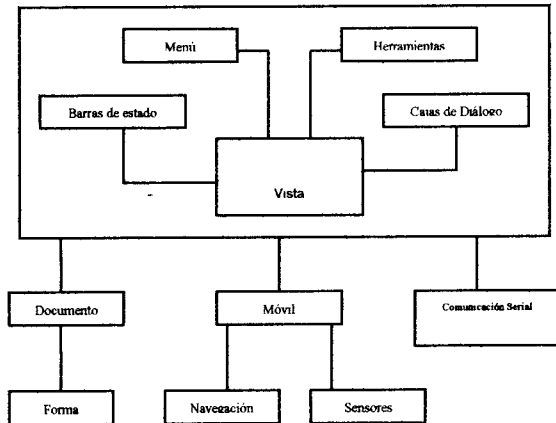 Menú
Herramientas
Barras de estado
Cajas de Diálogo
Vista
Documento
Móvil
Comunicación Serial
Forma
Navegación
Sensores